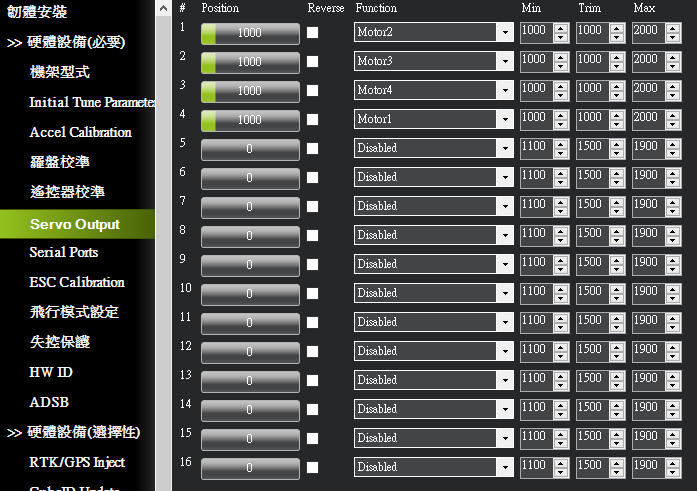 韌體安裝
>> 硬體設備(必要)
機架型式
Initial Tune Parameter
Accel Calibration
羅盤校準
遙控器校準
Servo Output
Serial Ports
ESC Calibration
飛行模式設定
失控保護
HW ID
ADSB
>> 硬體設備(選擇性)
RTK/GPS Inject
CubeID Update
# Position Reverse Function Min Trim Max
1 1000 Motor2 1000 1000 2000
2 1000 Motor3 1000 1000 2000
3 1000 Motor4 1000 1000 2000
4 1000 Motor1 1000 1000 2000
5 0 Disabled 1100 1500 1900
6 0 Disabled 1100 1500 1900
7 0 Disabled 1100 1500 1900
8 0 Disabled 1100 1500 1900
9 0 Disabled 1100 1500 1900
10 0 Disabled 1100 1500 1900
11 0 Disabled 1100 1500 1900
12 0 Disabled 1100 1500 1900
13 0 Disabled 1100 1500 1900
14 0 Disabled 1100 1500 1900
15 0 Disabled 1100 1500 1900
16 0 Disabled 1100 1500 1900